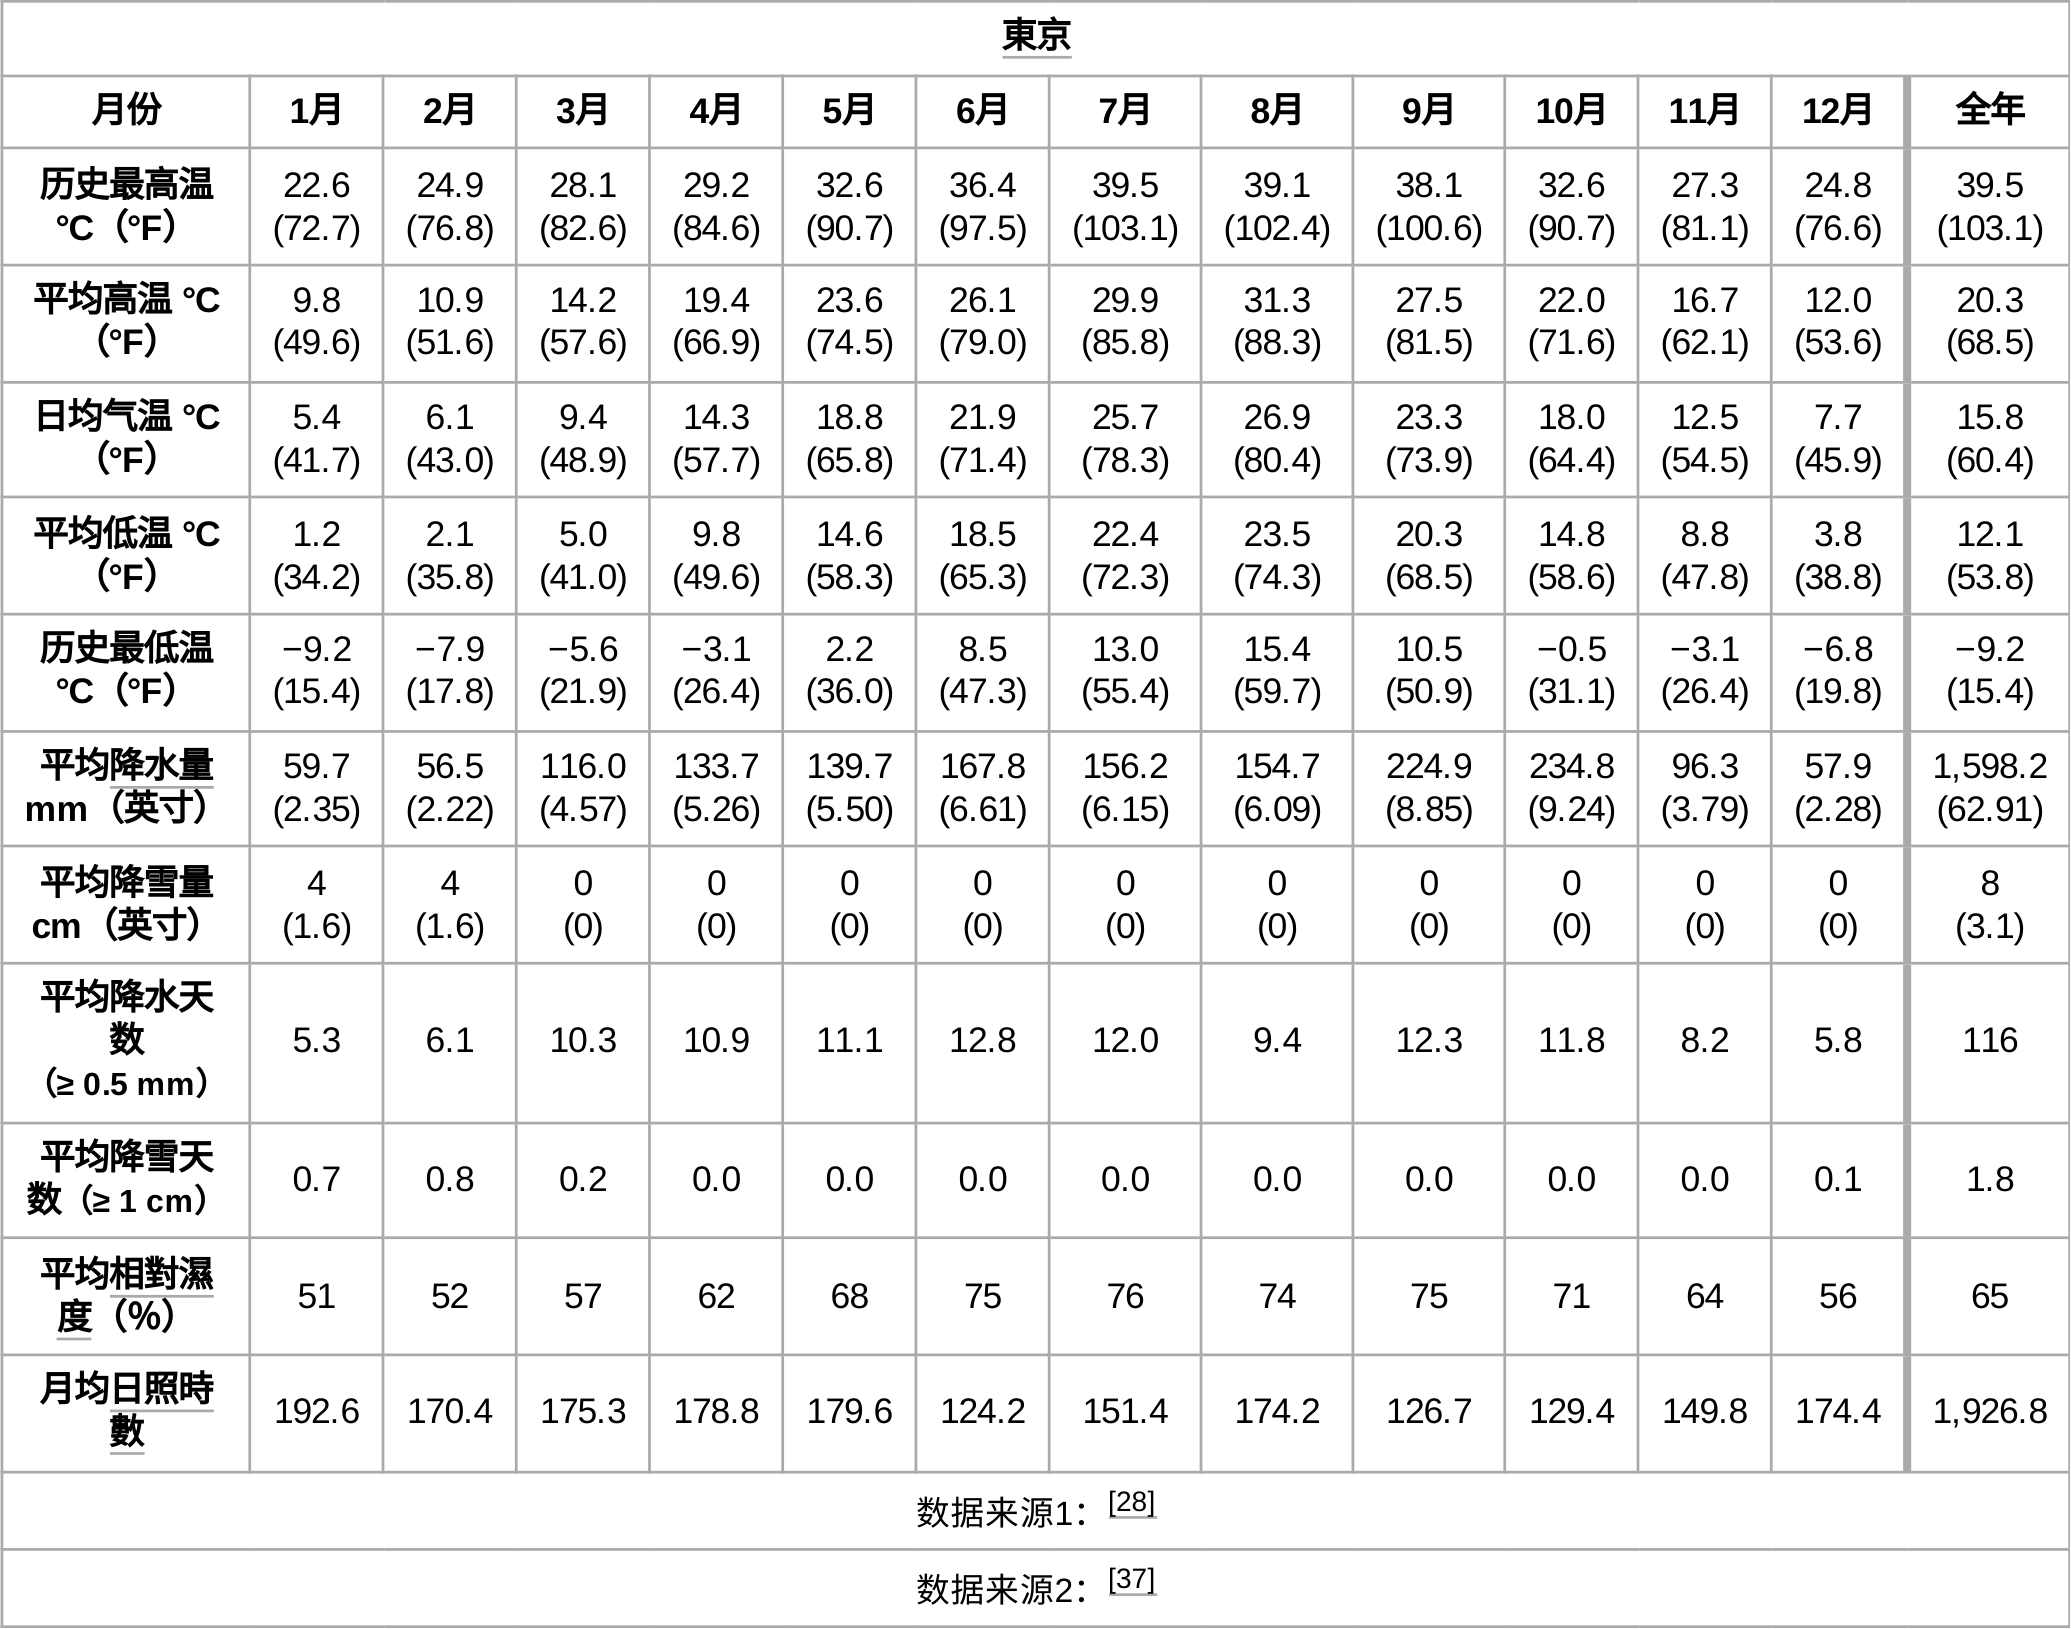 東京
月份 1月 2月 3月 4月 5月 6月 7月 8月 9月 10月 11月 12月 全年
历史最高温 22.6 24.9 28.1 29.2 32.6 36.4 39.5 39.1 38.1 32.6 27.3 24.8 39.5
°C（°F） (72.7) (76.8) (82.6) (84.6) (90.7) (97.5) (103.1) (102.4) (100.6) (90.7) (81.1) (76.6) (103.1)
平均高温 °C 9.8 10.9 14.2 19.4 23.6 26.1 29.9 31.3 27.5 22.0 16.7 12.0 20.3
（°F） (49.6) (51.6) (57.6) (66.9) (74.5) (79.0) (85.8) (88.3) (81.5) (71.6) (62.1) (53.6) (68.5)
日均气温 °C 5.4 6.1 9.4 14.3 18.8 21.9 25.7 26.9 23.3 18.0 12.5 7.7 15.8
（°F） (41.7) (43.0) (48.9) (57.7) (65.8) (71.4) (78.3) (80.4) (73.9) (64.4) (54.5) (45.9) (60.4)
平均低温 °C 1.2 2.1 5.0 9.8 14.6 18.5 22.4 23.5 20.3 14.8 8.8 3.8 12.1
（°F） (34.2) (35.8) (41.0) (49.6) (58.3) (65.3) (72.3) (74.3) (68.5) (58.6) (47.8) (38.8) (53.8)
历史最低温 −9.2 −7.9 −5.6 −3.1 2.2 8.5 13.0 15.4 10.5 −0.5 −3.1 −6.8 −9.2
°C（°F） (15.4) (17.8) (21.9) (26.4) (36.0) (47.3) (55.4) (59.7) (50.9) (31.1) (26.4) (19.8) (15.4)
平均降水量 59.7 56.5 116.0 133.7 139.7 167.8 156.2 154.7 224.9 234.8 96.3 57.9 1,598.2
mm（英寸） (2.35) (2.22) (4.57) (5.26) (5.50) (6.61) (6.15) (6.09) (8.85) (9.24) (3.79) (2.28) (62.91)
平均降雪量 4 4 0 0 0 0 0 0 0 0 0 0 8
cm（英寸） (1.6) (1.6) (0) (0) (0) (0) (0) (0) (0) (0) (0) (0) (3.1)
平均降水天
数 5.3 6.1 10.3 10.9 11.1 12.8 12.0 9.4 12.3 11.8 8.2 5.8 116
（≥ 0.5 mm）
平均降雪天
数（≥ 1 cm） 0.7 0.8 0.2 0.0 0.0 0.0 0.0 0.0 0.0 0.0 0.0 0.1 1.8
平均相對濕
度（%） 51 52 57 62 68 75 76 74 75 71 64 56 65
月均日照時
數 192.6 170.4 175.3 178.8 179.6 124.2 151.4 174.2 126.7 129.4 149.8 174.4 1,926.8
数据来源1：[28]
数据来源2：[37]